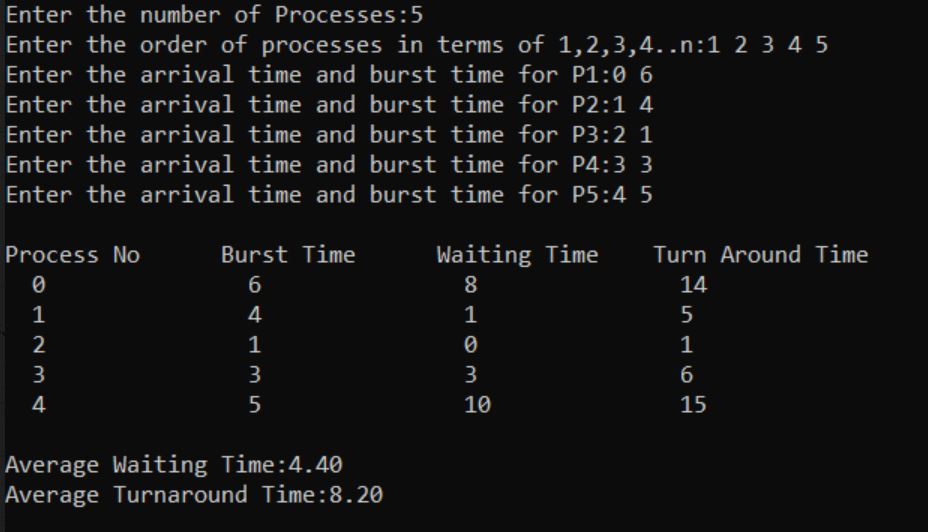 Enter the number of Processes:5
Enter the order of processes in terms of 1,2,3,4..n:1 2 3 4 5
Enter the arrival time and burst time for P1:0 6
Enter the arrival time and burst time for P2:1 4
Enter the arrival time and burst time for P3:2 1
Enter the arrival time and burst time for P4:3 3
Enter the arrival time and burst time for P5:4 5
Process No Burst Time Waiting Time Turn Around Time
0 6 8 14
1 4 1 5
2 1 0 1
3 3 3 6
4 5 10 15
Average Waiting Time:4.40
Average Turnaround Time:8.20